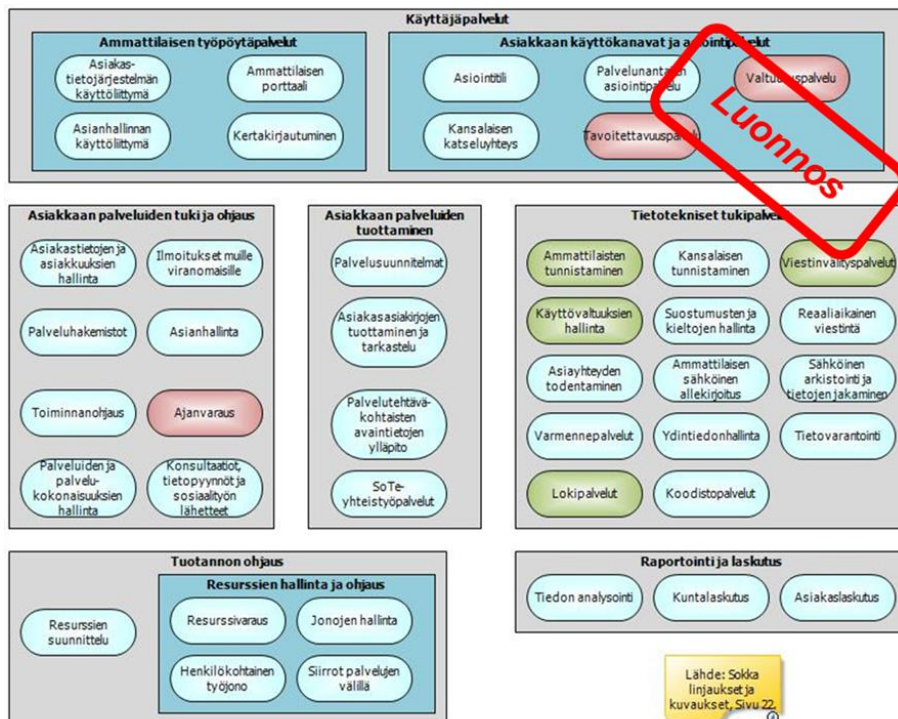 Käyttäjäpalvelut
Ammattilaisen työpöytäpalvelut
Asiakas-
tietojärjestelmän
käyttöliittymä
Ammattilaisen
porttaali
Asianhallinnan
käyttöliittymä
Kertakirjautuminen
Asiakkaan käyttökanavat ja asiointipalvelut
Asiointitili
Palvelunantajan
asiointipalvelu
Valtuutuspalvelu
Kansalaisen
katseluyhteys
Tavoitettavuuspalvelu
Luonnos
Asiakkaan palveluiden tuki ja ohjaus
Asiakastietojen ja
asiakkuuksien
hallinta
Ilmoitukset muille
viranomaisille
Palveluhakemistot
Asianhallinta
Toiminnanohjaus
Ajanvaraus
Palveluiden ja
palvelu-
kokonaisuuksien
hallinta
Konsultaatiot,
tietopyynnöt ja
sosiaalityön
lähetteet
Asiakkaan palveluiden
tuottaminen
Palvelusuunnitelmat
Asiakasasiakirjojen
tuottaminen ja
tarkastelu
Palvelutehtävä-
kohtaisten
avaintietojen
ylläpito
SoTe-
yhteistyöpalvelut
Tietotekniset tukipalvelut
Ammattilaisten
tunnistaminen
Kansalaisen
tunnistaminen
Viestinvälityspalvelut
Käyttövaltuuksien
hallinta
Suostumusten ja
kieltojen hallinta
Reaaliaikainen
viestintä
Asiayhteyden
todentaminen
Ammattilaisen
sähköinen
allekirjoitus
Sähköinen
arkistointi ja
tietojen jakaminen
Varmennepalvelut
Ydintiedonhallinta
Tietovarantointi
Lokipalvelut
Koodistopalvelut
Tuotannon ohjaus
Resurssien
suunnittelu
Resurssien hallinta ja ohjaus
Resurssivaraus
Jonojen hallinta
Henkilökohtainen
työjono
Siirrot palvelujen
välillä
Raportointi ja laskutus
Tiedon analysointi
Kuntalaskutus
Asiakaslaskutus
Lähde: Sokka
linjaukset ja
kuvaukset, Sivu 22.